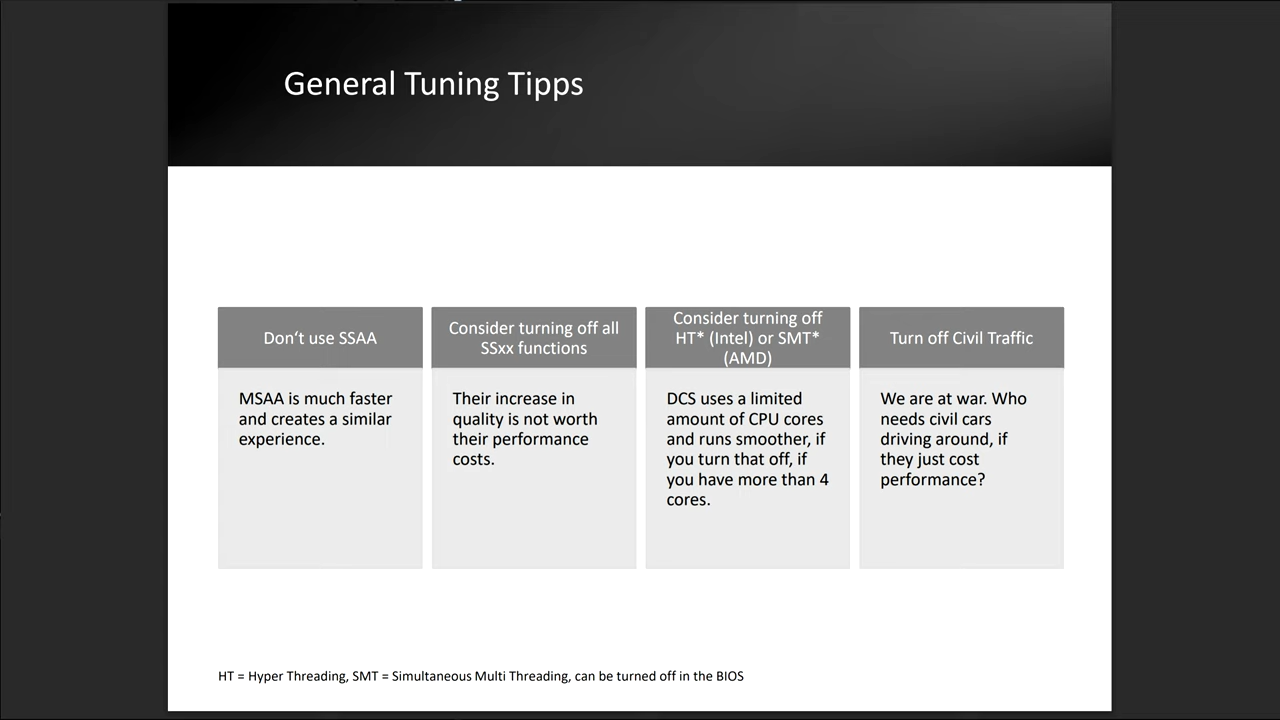 General Tuning Tipps
Don‘t use SSAA
MSAA is much faster
and creates a similar
experience.
Consider turning off all
SSxx functions
Their increase in
quality is not worth
their performance
costs.
Consider turning off
HT* (Intel) or SMT*
(AMD)
DCS uses a limited
amount of CPU cores
and runs smoother, if
you turn that off, if
you have more than 4
cores.
Turn off Civil Traffic
We are at war. Who
needs civil cars
driving around, if
they just cost
performance?
HT = Hyper Threading, SMT = Simultaneous Multi Threading, can be turned off in the BIOS